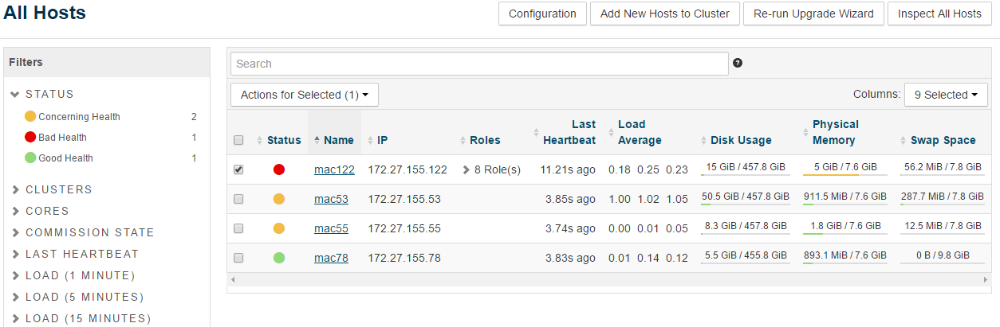 All Hosts
Configuration
Add New Hosts to Cluster
Re-run Upgrade Wizard
Inspect All Hosts
Filters
STATUS
Concerning Health 2
Bad Health 1
Good Health 1
CLUSTERS
CORES
COMMISSION STATE
LAST HEARTBEAT
LOAD (1 MINUTE)
LOAD (5 MINUTES)
LOAD (15 MINUTES)
Search ?
Actions for Selected (1)
Columns: 9 Selected
Status Name IP Roles Last Heartbeat Load Average Disk Usage Physical Memory Swap Space
mac122 172.27.155.122 8 Role(s) 11.21s ago 0.18 0.25 0.23 15 GiB / 457.8 GiB 5 GiB / 7.6 GiB 56.2 MiB / 7.8 GiB
mac53 172.27.155.53 3.85s ago 1.00 1.02 1.05 50.5 GiB / 457.8 GiB 911.5 MiB / 7.6 GiB 287.7 MiB / 7.8 GiB
mac55 172.27.155.55 3.74s ago 0.00 0.01 0.05 8.3 GiB / 457.8 GiB 1.8 GiB / 7.6 GiB 12.5 MiB / 7.8 GiB
mac78 172.27.155.78 3.83s ago 0.01 0.14 0.12 5.5 GiB / 455.8 GiB 893.1 MiB / 7.6 GiB 0 B / 9.8 GiB